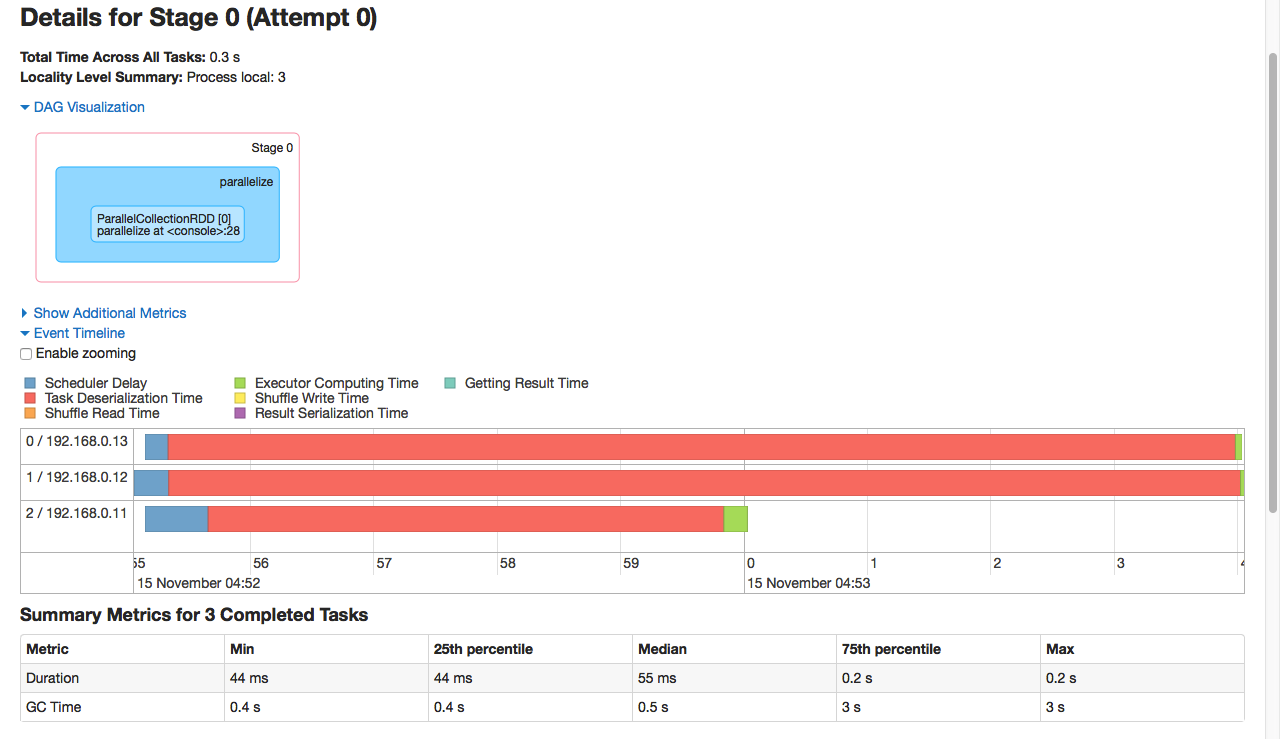 Details for Stage 0 (Attempt 0)
Total Time Across All Tasks: 0.3 s
Locality Level Summary: Process local: 3
DAG Visualization
Stage 0
parallelize
ParallelCollectionRDD [0]
parallelize at <console>:28
Show Additional Metrics
Event Timeline
Enable zooming
Scheduler Delay Executor Computing Time Getting Result Time
Task Deserialization Time Shuffle Write Time
Shuffle Read Time Result Serialization Time
0 / 192.168.0.13
1 / 192.168.0.12
2 / 192.168.0.11
55 56 57 58 59 0 1 2 3 4
15 November 04:52 15 November 04:53
Summary Metrics for 3 Completed Tasks
Metric Min 25th percentile Median 75th percentile Max
Duration 44 ms 44 ms 55 ms 0.2 s 0.2 s
GC Time 0.4 s 0.4 s 0.5 s 3 s 3 s